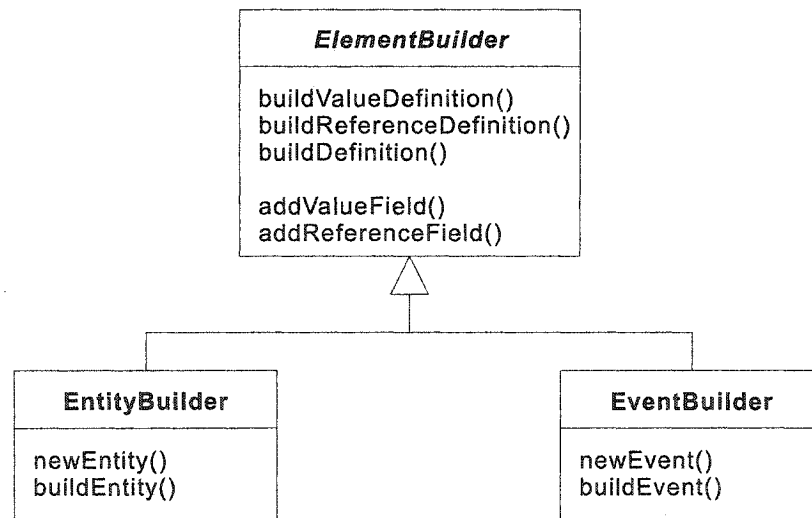 ElementBuilder
buildValueDefinition()
buildReferenceDefinition()
buildDefinition()
addValueField()
addReferenceField()
EntityBuilder
newEntity()
buildEntity()
EventBuilder
newEvent()
buildEvent()